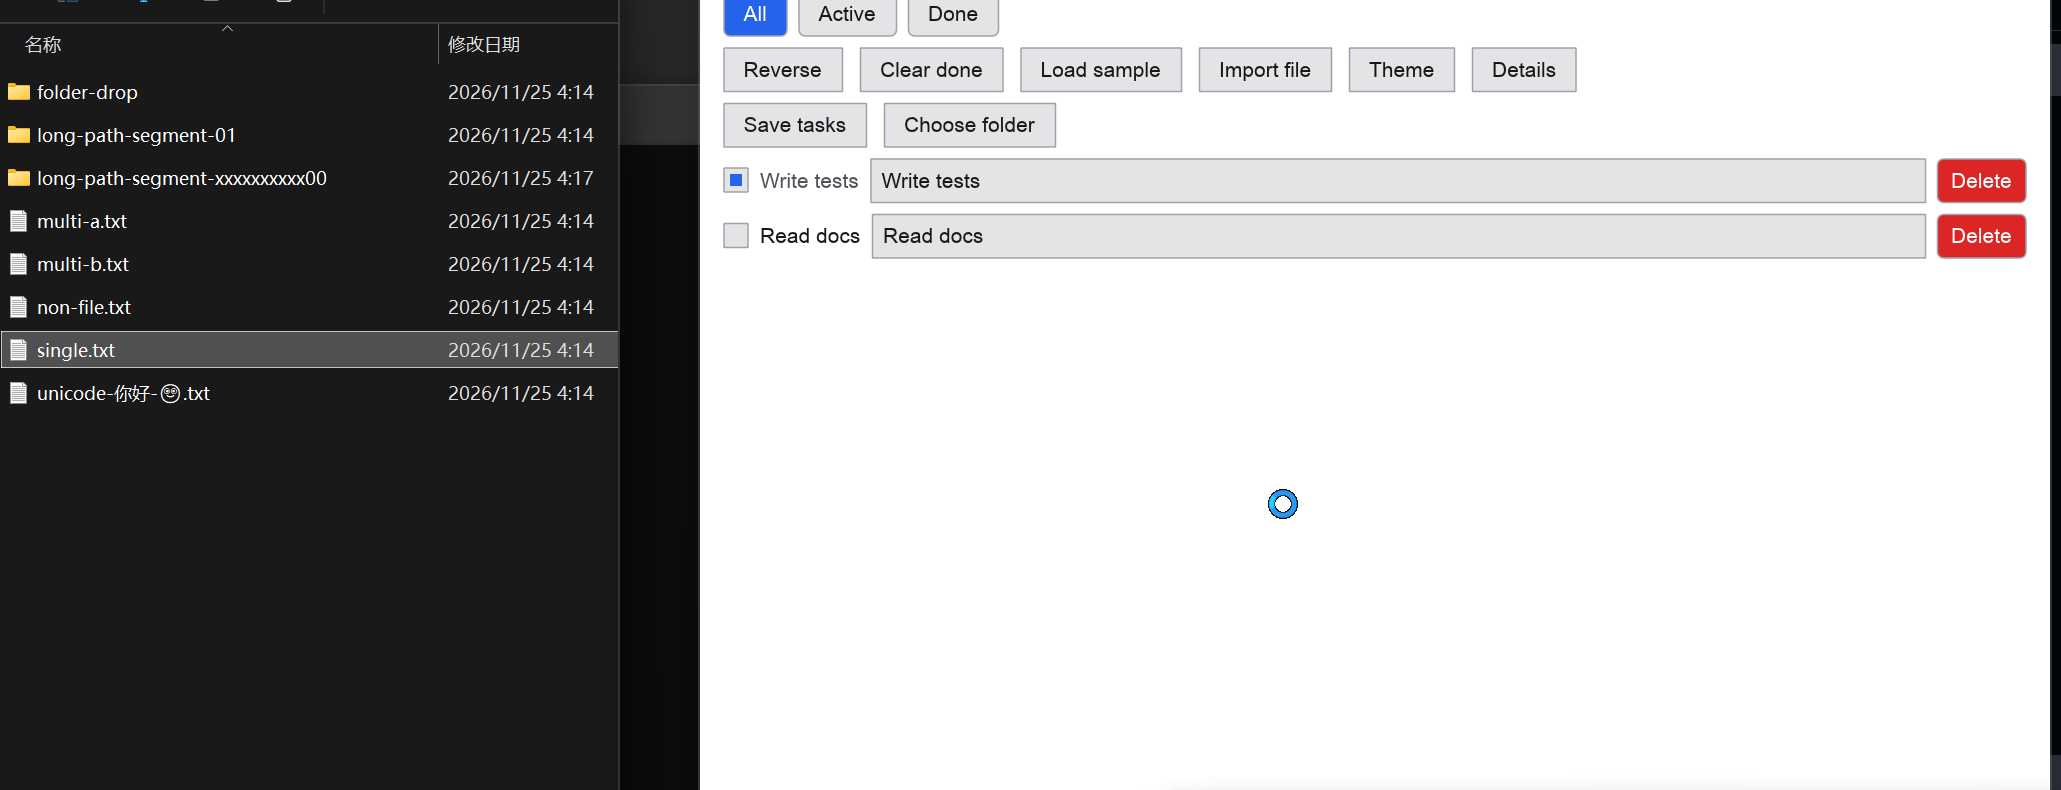 名称 修改日期
folder-drop 2026/11/25 4:14
long-path-segment-01 2026/11/25 4:14
long-path-segment-xxxxxxxxxx00 2026/11/25 4:17
multi-a.txt 2026/11/25 4:14
multi-b.txt 2026/11/25 4:14
non-file.txt 2026/11/25 4:14
single.txt 2026/11/25 4:14
unicode-你好-😵‍💫.txt 2026/11/25 4:14
All Active Done
Reverse Clear done Load sample Import file Theme Details
Save tasks Choose folder
Write tests Write tests Delete
Read docs Read docs Delete